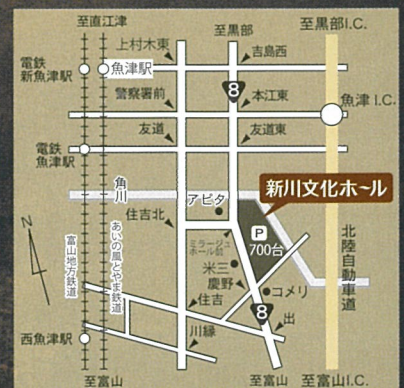 至直江津
至黒部
至黒部I.C.
上村木東
吉島西
電鉄
新魚津駅
魚津駅
8
警察署前
本江東
魚津I.C.
友道
友道東
電鉄
魚津駅
角川
アピタ
新川文化ホール
住吉北
P
700台
ミラージュ
ホール前
米三
慶野
コメリ
N
富山地方鉄道
あいの風とやま鉄道
北陸自動車道
住吉
8
出
川縁
西魚津駅
至富山
至富山
至富山I.C.